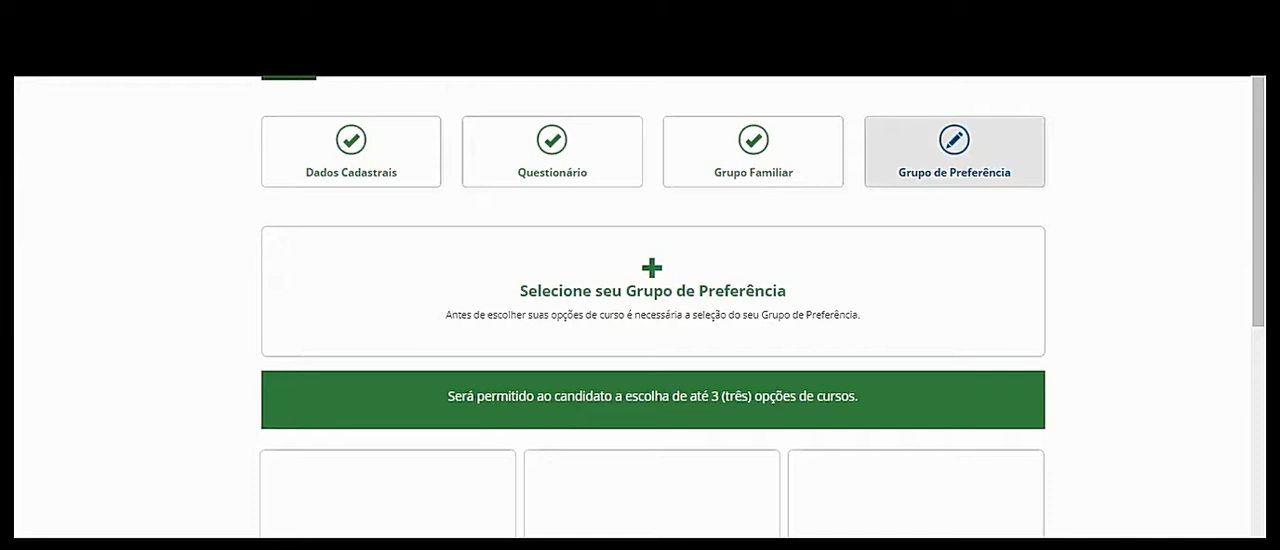 Dados Cadastrais
Questionário
Grupo Familiar
Grupo de Preferência
Selecione seu Grupo de Preferência
Antes de escolher suas opções de curso é necessária a seleção do seu Grupo de Preferência.
Será permitido ao candidato a escolha de até 3 (três) opções de cursos.